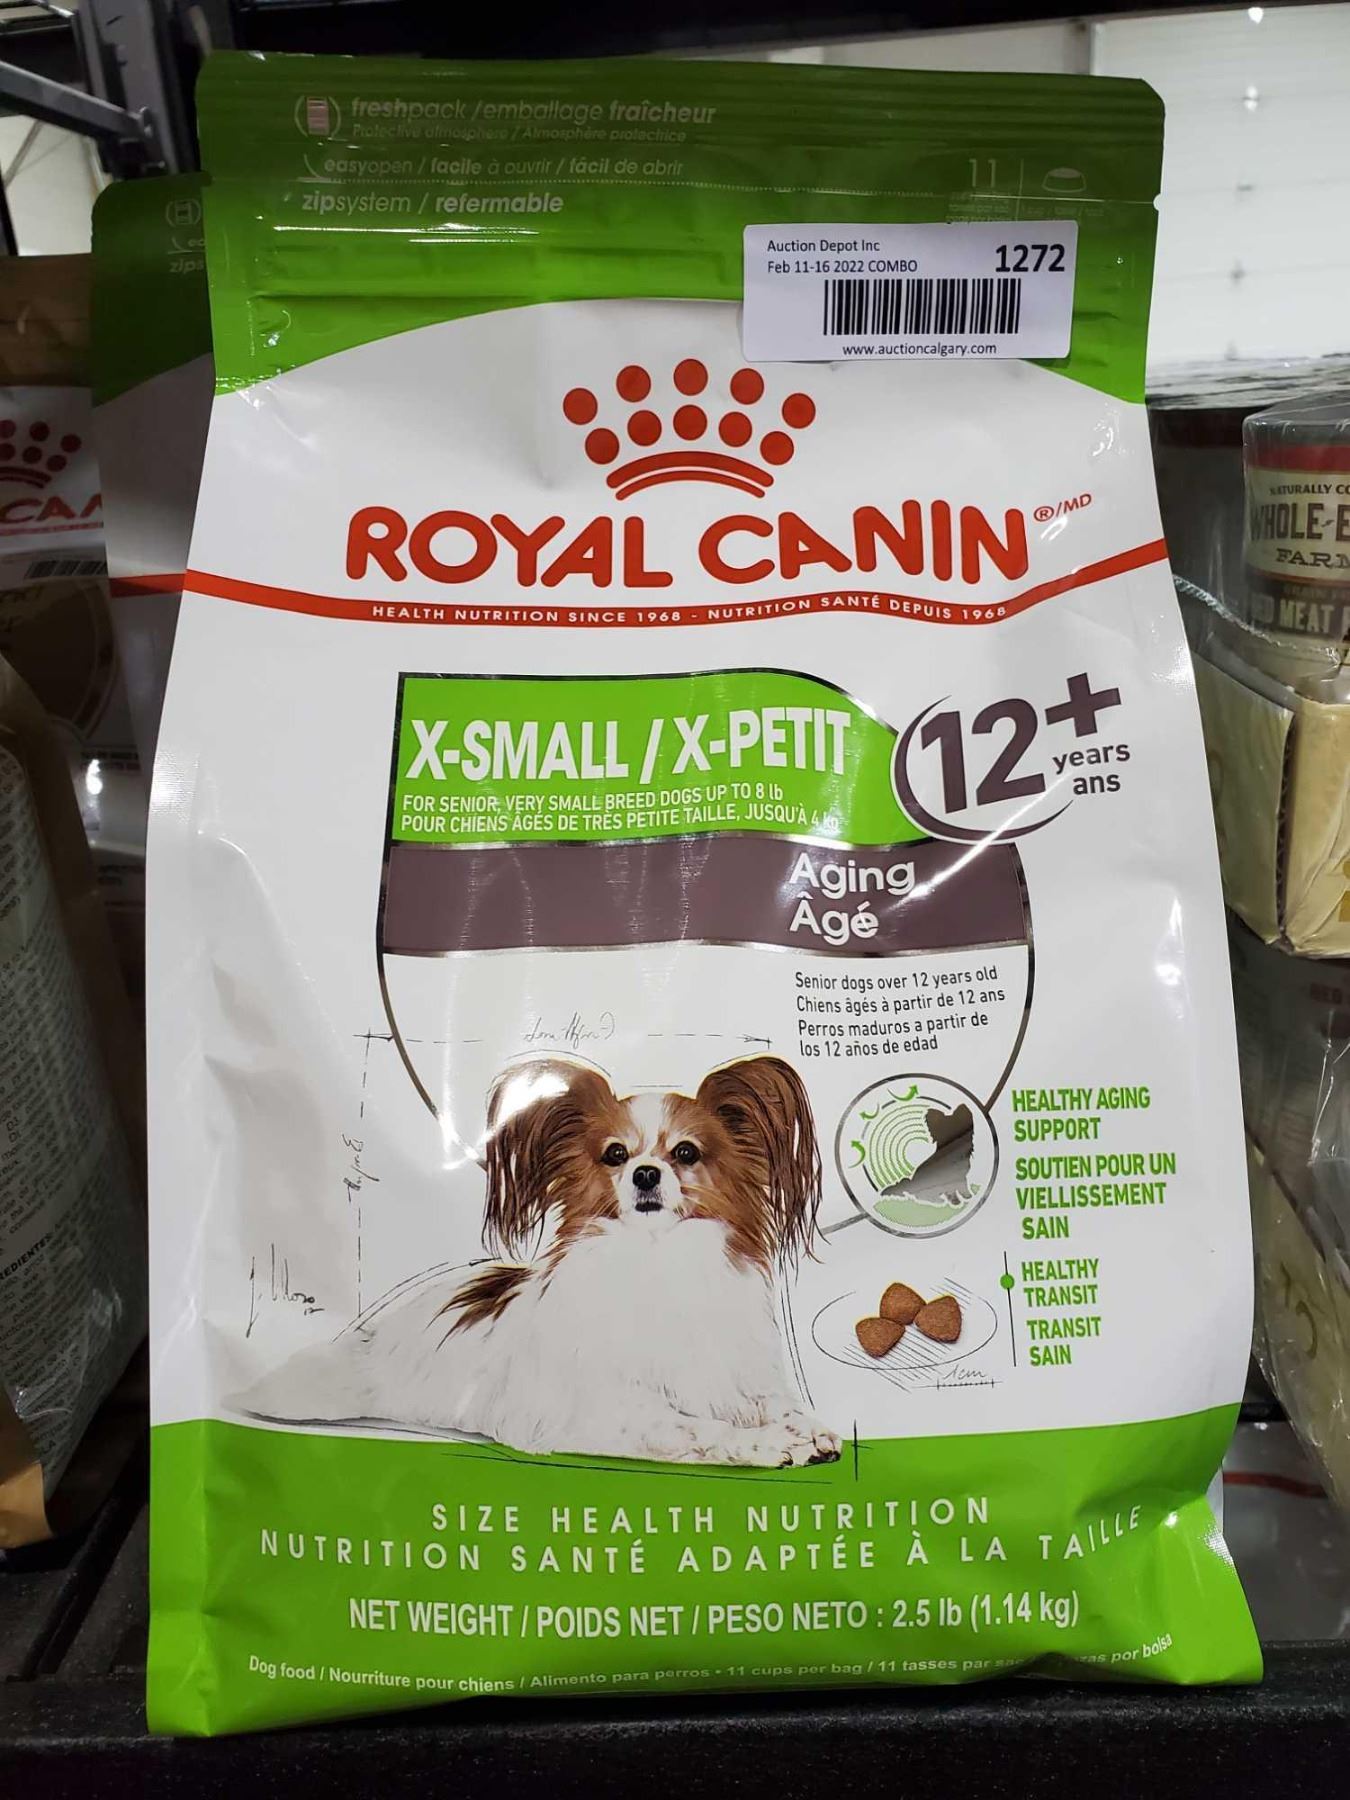 freshpack / emballage fraîcheur
Protective atmosphere / Atmosphère protectrice
easyopen / facile à ouvrir / fácil de abrir
zipsystem / refermable
11
Auction Depot Inc
Feb 11-16 2022 COMBO
1272
www.auctioncalgary.com
ROYAL CANIN ®/MD
HEALTH NUTRITION SINCE 1968 - NUTRITION SANTÉ DEPUIS 1968
X-SMALL / X-PETIT
FOR SENIOR, VERY SMALL BREED DOGS UP TO 8 lb
POUR CHIENS ÂGÉS DE TRÈS PETITE TAILLE, JUSQU'À 4 kg
12+
years
ans
Aging
Âgé
Senior dogs over 12 years old
Chiens âgés à partir de 12 ans
Perros maduros a partir de
los 12 años de edad
HEALTHY AGING
SUPPORT
SOUTIEN POUR UN
VIELLISSEMENT
SAIN
HEALTHY
TRANSIT
TRANSIT
SAIN
1cm
SIZE HEALTH NUTRITION
NUTRITION SANTÉ ADAPTÉE À LA TAILLE
NET WEIGHT / POIDS NET / PESO NETO : 2.5 lb (1.14 kg)
Dog food / Nourriture pour chiens / Alimento para perros • 11 cups per bag / 11 tasses par sac por bolsa
zips
CAN
NATURALLY
WHOLE-E
FARM
MEAT